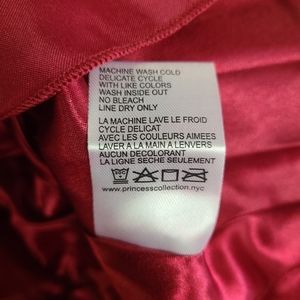 MACHINE WASH COLD
DELICATE CYCLE
WITH LIKE COLORS
WASH INSIDE OUT
NO BLEACH
LINE DRY ONLY
LA MACHINE LAVE LE FROID
CYCLE DELICAT
AVEC LES COULEURS AIMEES
LAVER A LA MAIN A LENVERS
AUCUN DECOLORANT
LA LIGNE SECHE SEULEMENT
www.princesscollection.nyc